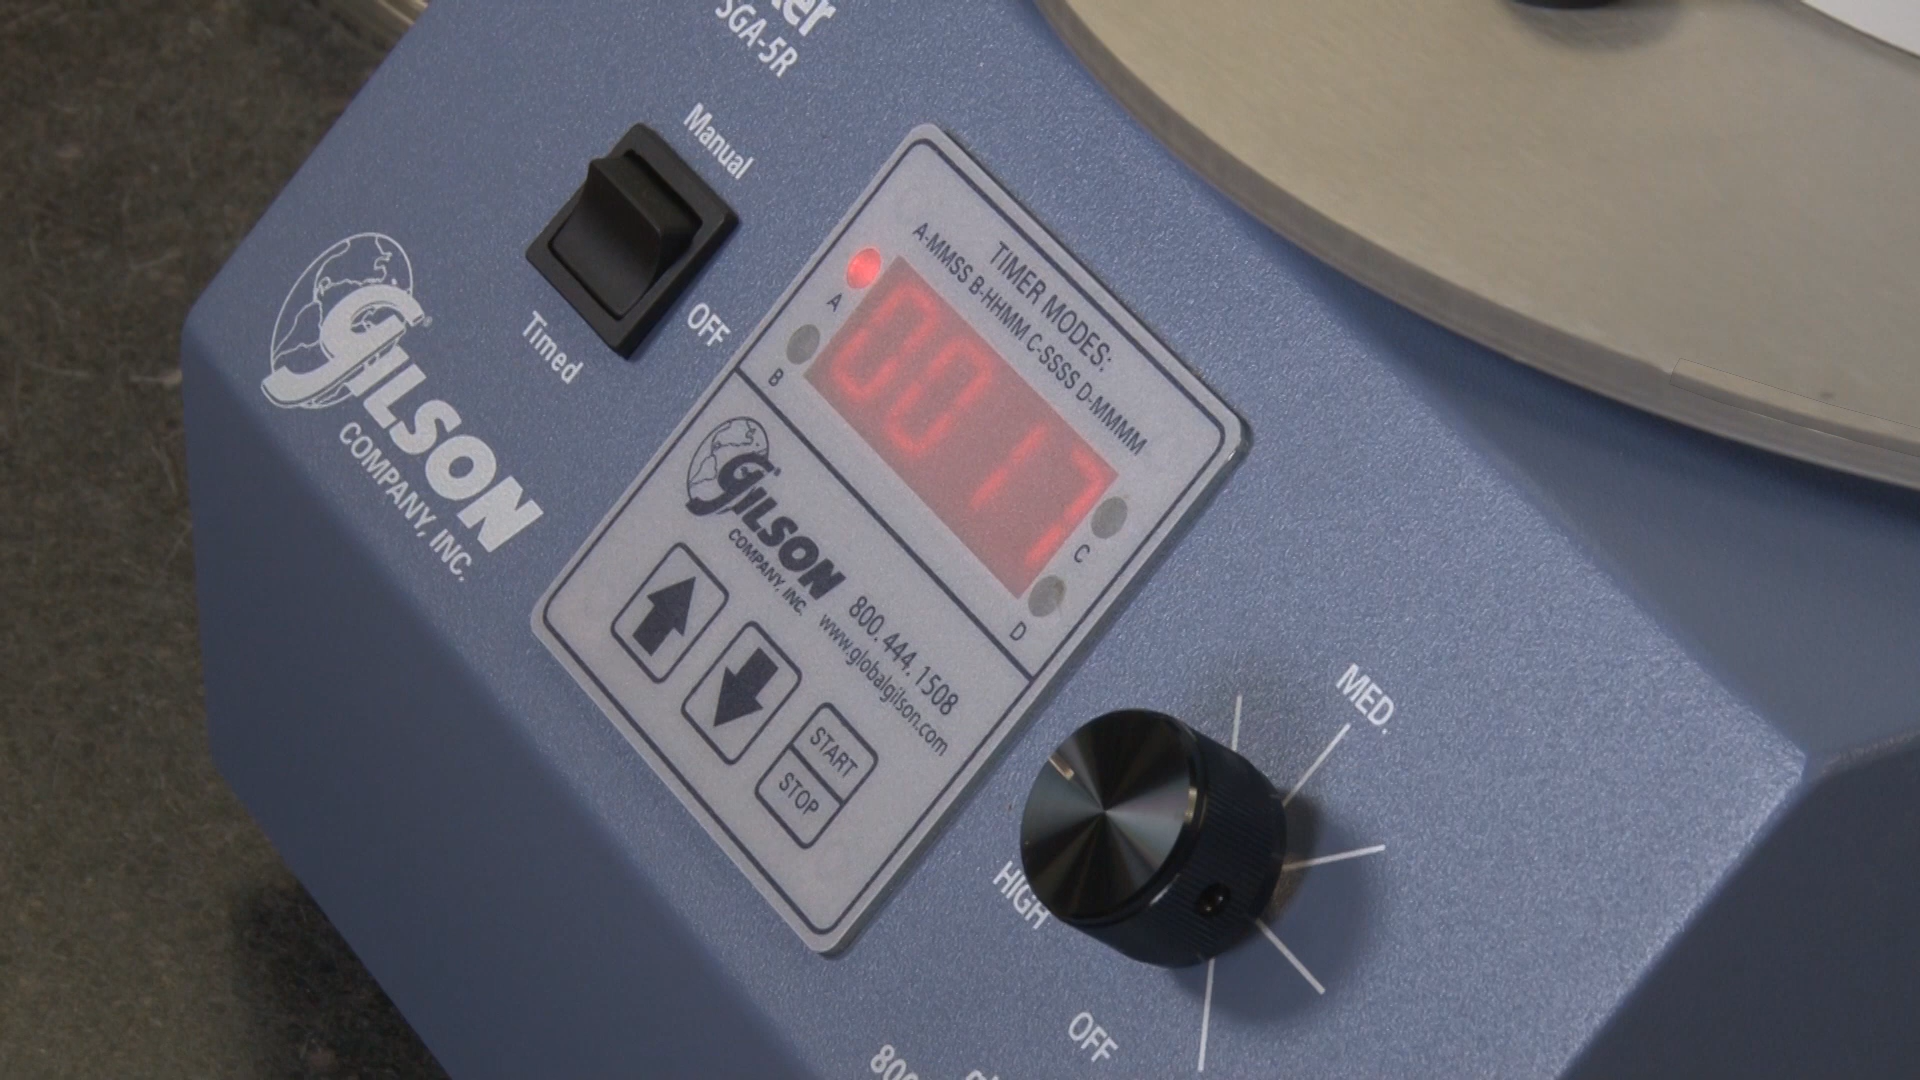 SGA-5R
Manual
OFF
Timed
GILSON
COMPANY, INC.
TIMER MODES:
A-MMSS B-HHMM C-SSSS D-MMMM
A
B
0017
C
D
GILSON
COMPANY, INC.
800.444.1508
www.globalgilson.com
START
STOP
MED.
HIGH
OFF